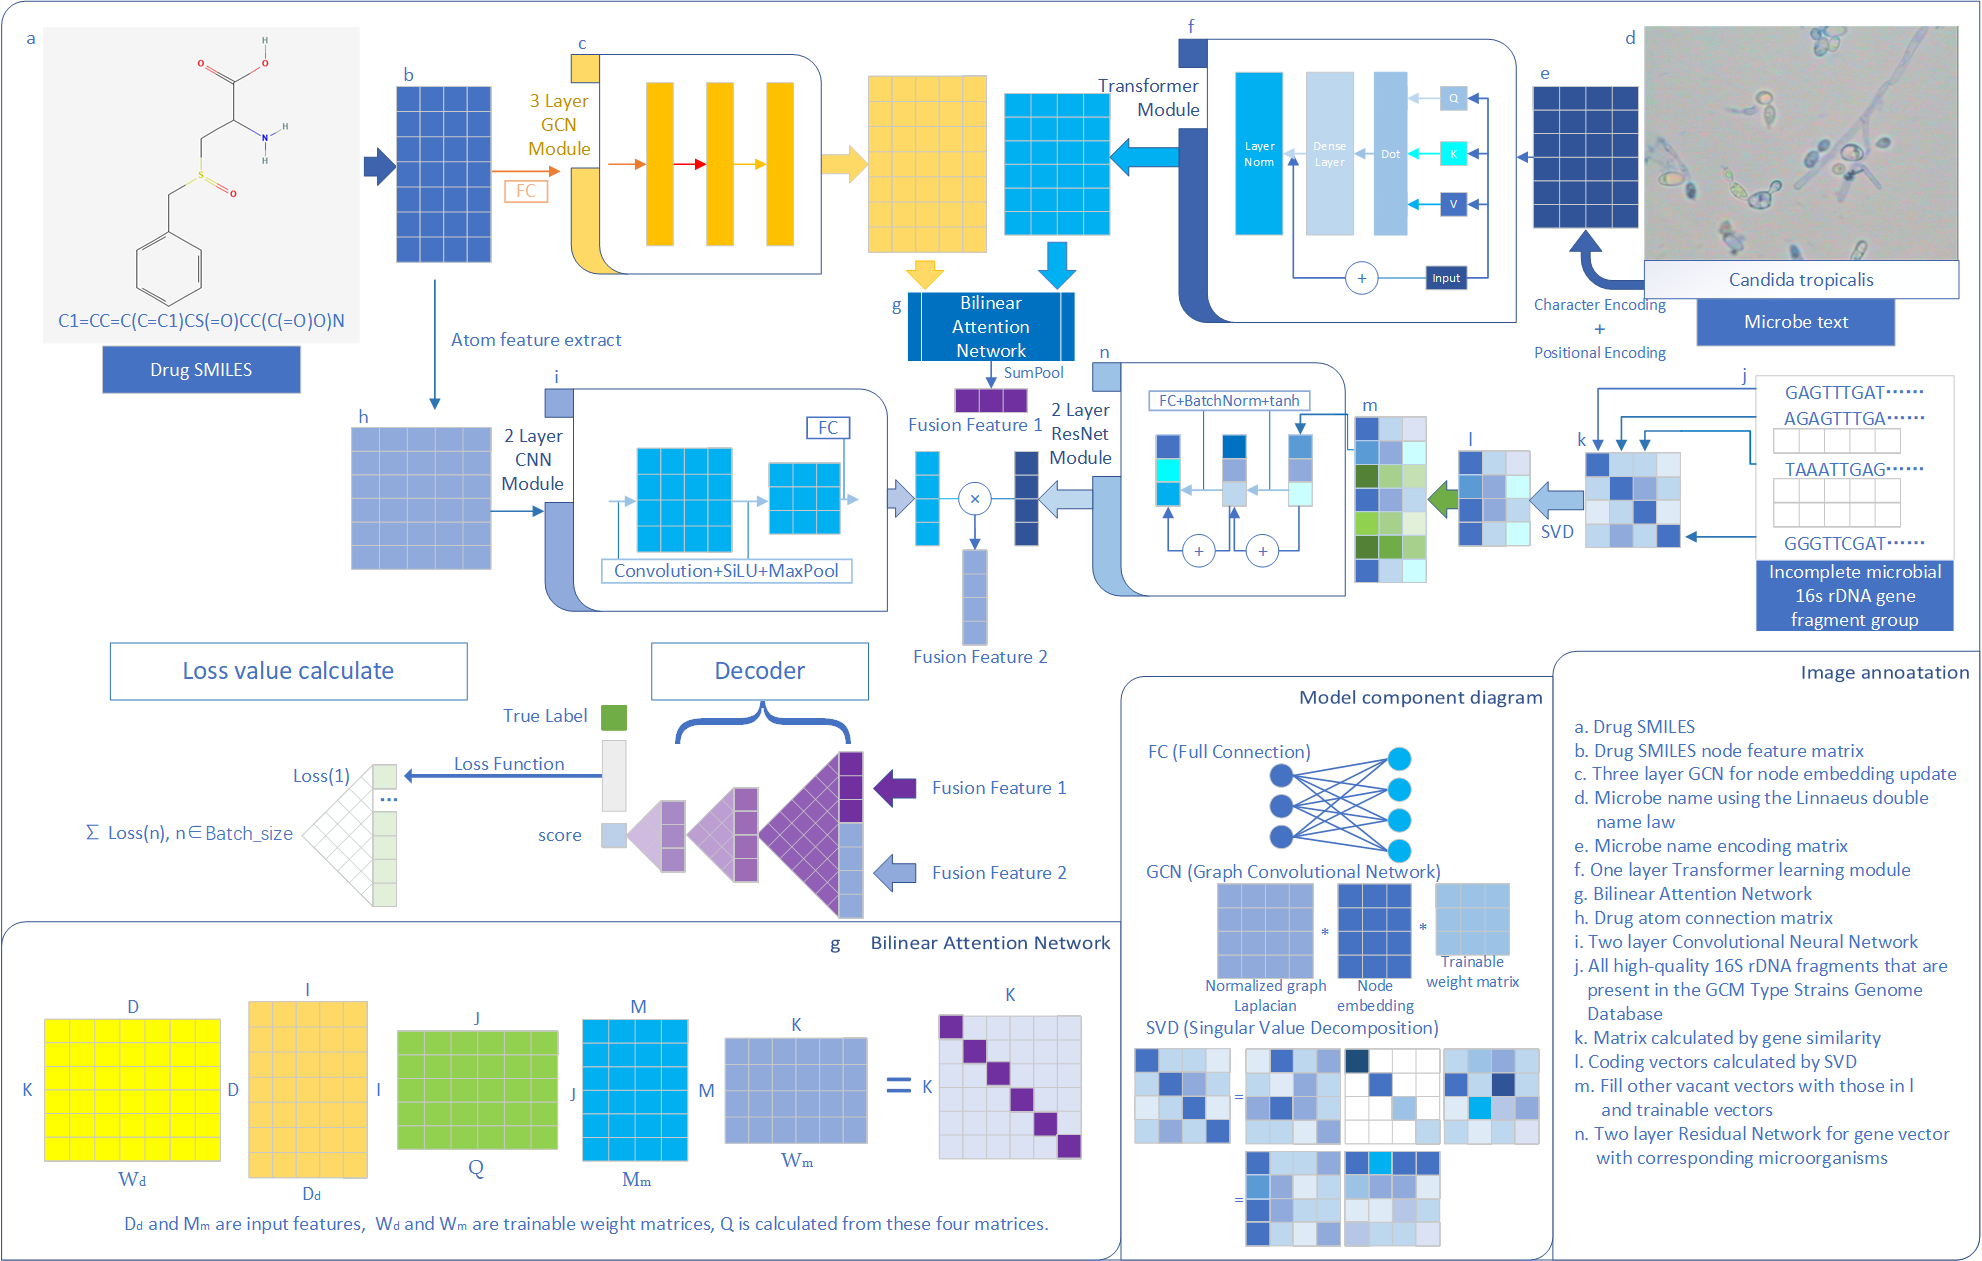 a
H
O
O
N
H
H
S
O
C1=CC=C(C=C1)CS(=O)CC(C(=O)O)N
Drug SMILES
b
FC
Atom feature extract
c
3 Layer
GCN
Module
f
Transformer
Module
Layer
Norm
Dense
Layer
Dot
Q
K
V
+
Input
e
d
Candida tropicalis
Microbe text
Character Encoding
+
Positional Encoding
g
Bilinear
Attention
Network
SumPool
Fusion Feature 1
h
2 Layer
CNN
Module
i
FC
Convolution+SiLU+MaxPool
×
Fusion Feature 2
n
2 Layer
ResNet
Module
FC+BatchNorm+tanh
+
+
m
l
SVD
k
j
GAGTTTGAT······
AGAGTTTGA······
TAAATTGAG······
GGGTTCGAT······
Incomplete microbial
16s rDNA gene
fragment group
Loss value calculate
Decoder
True Label
Loss Function
Loss(1)
...
∑ Loss(n), n∈Batch_size
score
Fusion Feature 1
Fusion Feature 2
g Bilinear Attention Network
D
K
Wd
I
D
Dd
J
I
Q
M
J
Mm
K
M
Wm
=
K
K
Dd and Mm are input features, Wd and Wm are trainable weight matrices, Q is calculated from these four matrices.
Model component diagram
FC (Full Connection)
GCN (Graph Convolutional Network)
*
*
Normalized graph
Laplacian
Node
embedding
Trainable
weight matrix
SVD (Singular Value Decomposition)
=
=
Image annoatation
a. Drug SMILES
b. Drug SMILES node feature matrix
c. Three layer GCN for node embedding update
d. Microbe name using the Linnaeus double
name law
e. Microbe name encoding matrix
f. One layer Transformer learning module
g. Bilinear Attention Network
h. Drug atom connection matrix
i. Two layer Convolutional Neural Network
j. All high-quality 16S rDNA fragments that are
present in the GCM Type Strains Genome
Database
k. Matrix calculated by gene similarity
l. Coding vectors calculated by SVD
m. Fill other vacant vectors with those in l
and trainable vectors
n. Two layer Residual Network for gene vector
with corresponding microorganisms